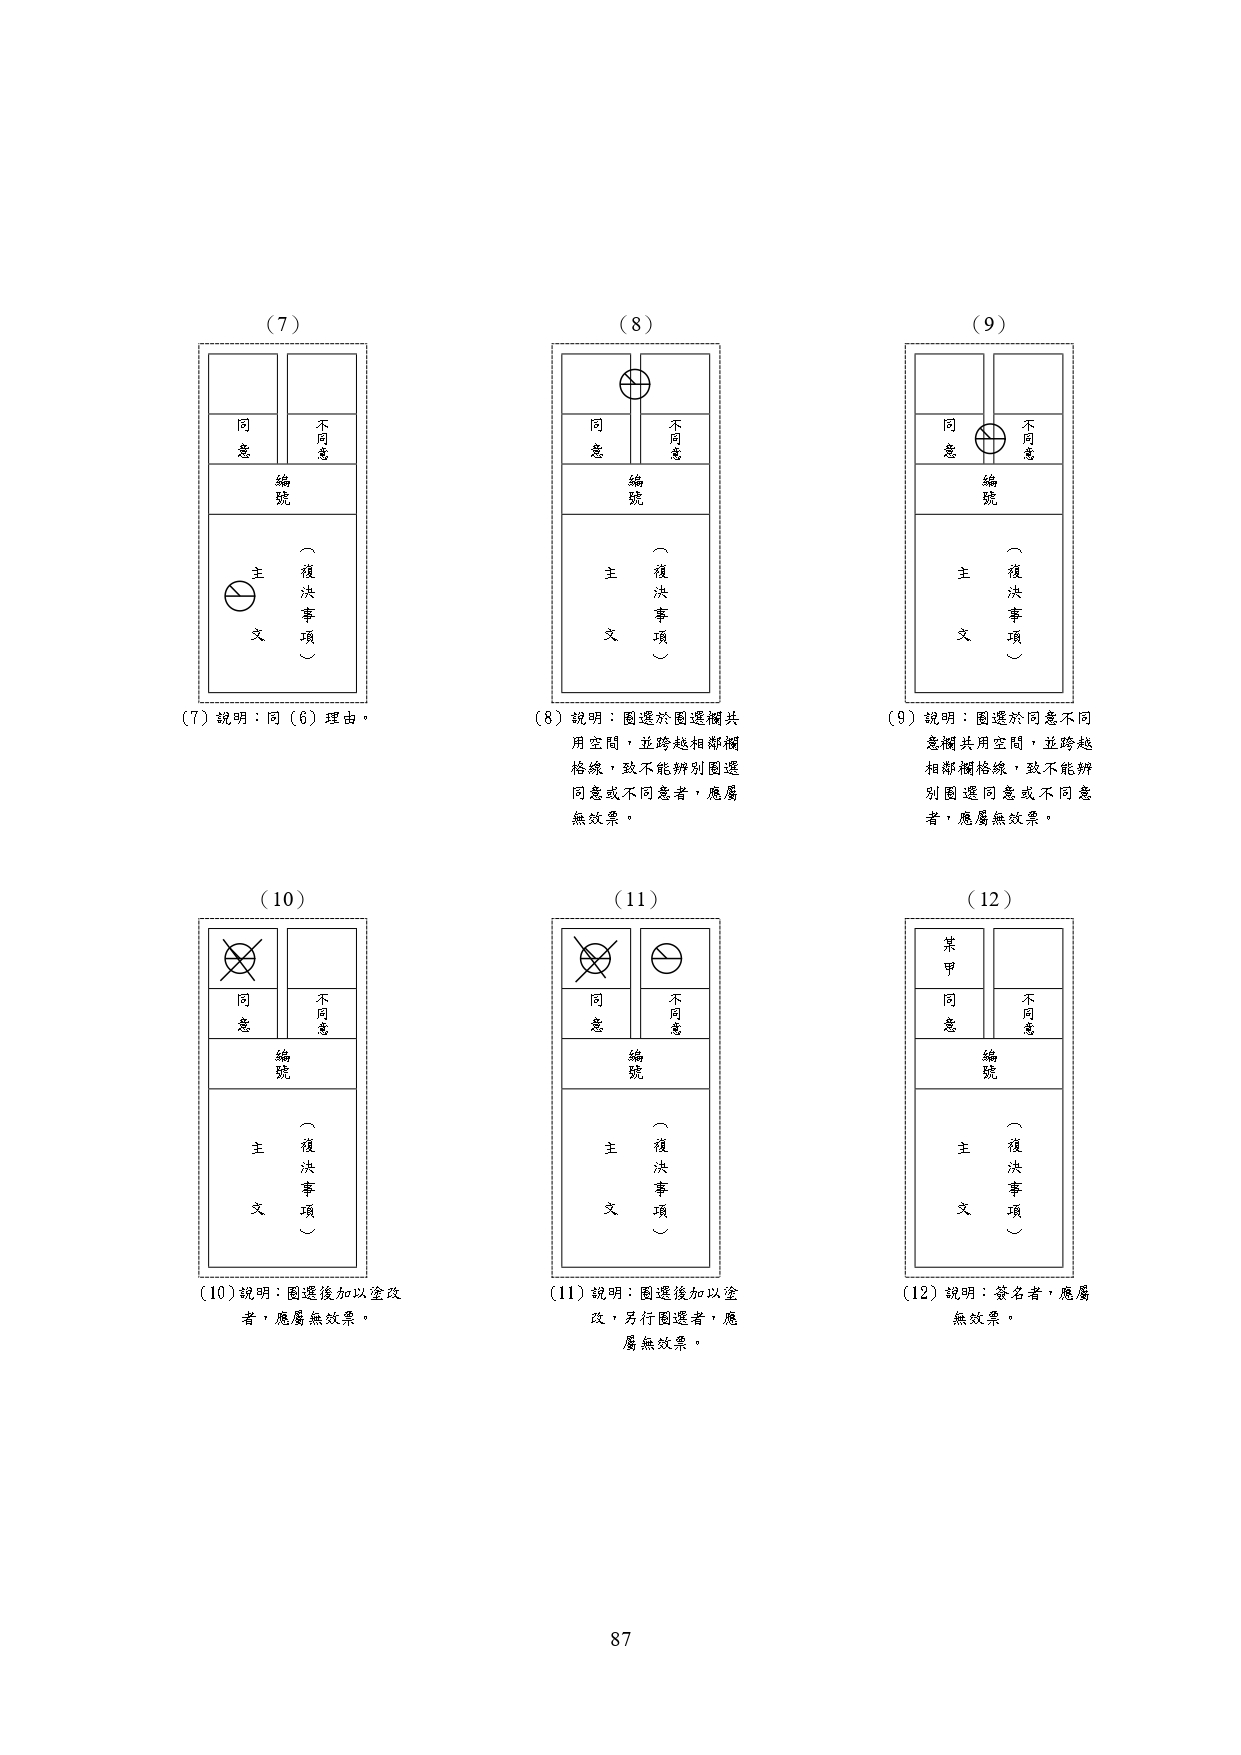 （7）
（8）
（9）
同意
不同意
編號
（復決事項）
主文
同意
不同意
編號
（復決事項）
主文
同意
不同意
編號
（復決事項）
主文
（7）說明：同（6）理由。
（8）說明：圈選於圈選欄共
用空間，並跨越相鄰欄
格線，致不能辨別圈選
同意或不同意者，應屬
無效票。
（9）說明：圈選於同意不同
意欄共用空間，並跨越
相鄰欄格線，致不能辨
別圈選同意或不同意
者，應屬無效票。
（10）
（11）
（12）
同意
不同意
編號
（復決事項）
主文
同意
不同意
編號
（復決事項）
主文
某甲
同意
不同意
編號
（復決事項）
主文
（10）說明：圈選後加以塗改
者，應屬無效票。
（11）說明：圈選後加以塗
改，另行圈選者，應
屬無效票。
（12）說明：簽名者，應屬
無效票。
87